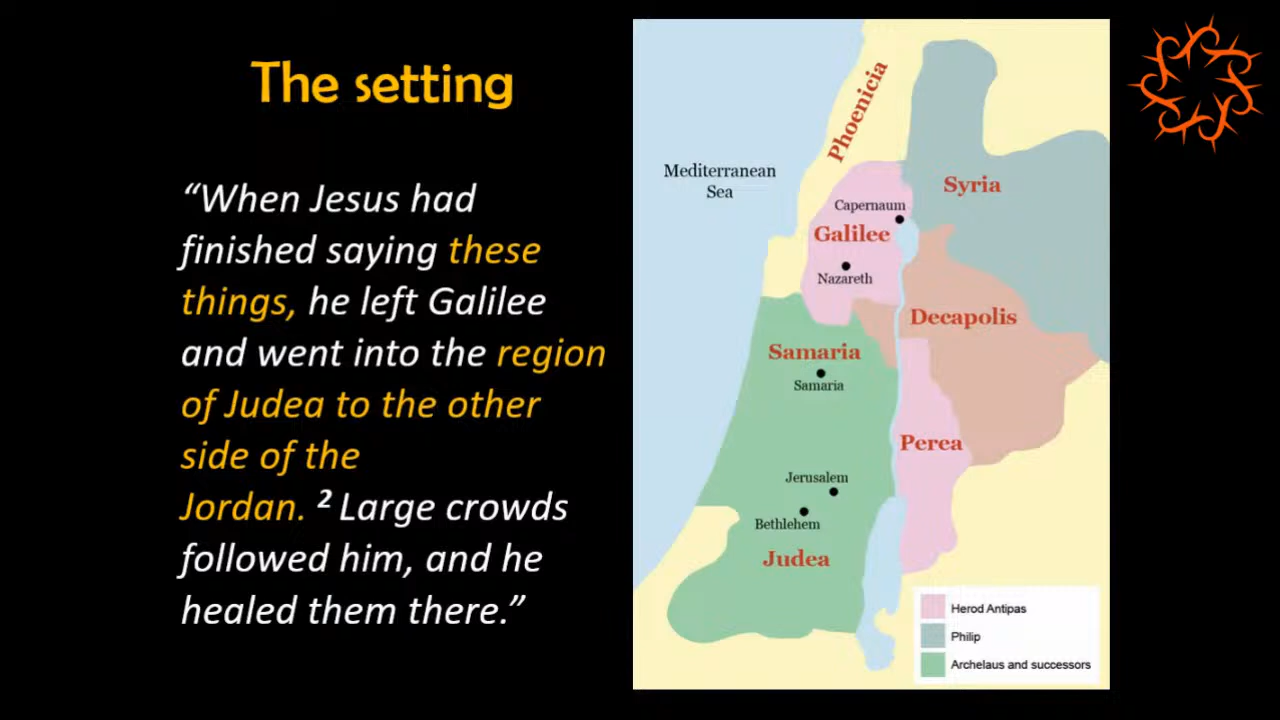 The setting
“When Jesus had
finished saying these
things, he left Galilee
and went into the region
of Judea to the other
side of the
Jordan. ² Large crowds
followed him, and he
healed them there.”
Phoenicia
Mediterranean
Sea
Syria
Capernaum
Galilee
Nazareth
Decapolis
Samaria
Samaria
Perea
Jerusalem
Bethlehem
Judea
Herod Antipas
Philip
Archelaus and successors